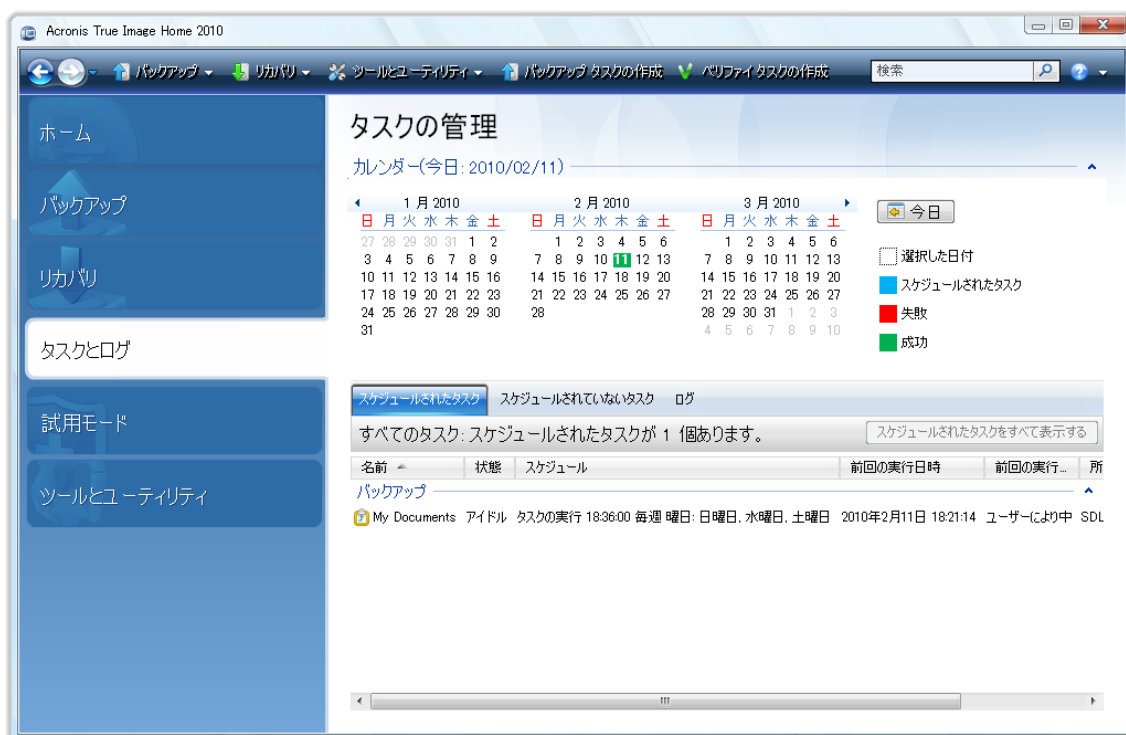 Acronis True Image Home 2010
バックアップ リカバリ ツールとユーティリティ バックアップ タスクの作成 ベリファイ タスクの作成 検索
ホーム
バックアップ
リカバリ
タスクとログ
試用モード
ツールとユーティリティ
タスクの管理
カレンダー(今日: 2010/02/11)
1 月 2010 2 月 2010 3 月 2010
日 月 火 水 木 金 土 日 月 火 水 木 金 土 日 月 火 水 木 金 土
27 28 29 30 31 1 2 1 2 3 4 5 6 1 2 3 4 5 6
3 4 5 6 7 8 9 7 8 9 10 11 12 13 7 8 9 10 11 12 13
10 11 12 13 14 15 16 14 15 16 17 18 19 20 14 15 16 17 18 19 20
17 18 19 20 21 22 23 21 22 23 24 25 26 27 21 22 23 24 25 26 27
24 25 26 27 28 29 30 28 28 29 30 31 1 2 3
31 4 5 6 7 8 9 10
今日
選択した日付
スケジュールされたタスク
失敗
成功
スケジュールされたタスク スケジュールされていないタスク ログ
すべてのタスク: スケジュールされたタスクが 1 個あります。 スケジュールされたタスクをすべて表示する
名前 状態 スケジュール 前回の実行日時 前回の実行... 所
バックアップ
My Documents アイドル タスクの実行 18:36:00 毎週 曜日: 日曜日, 水曜日, 土曜日 2010年2月11日 18:21:14 ユーザーにより中 SDL